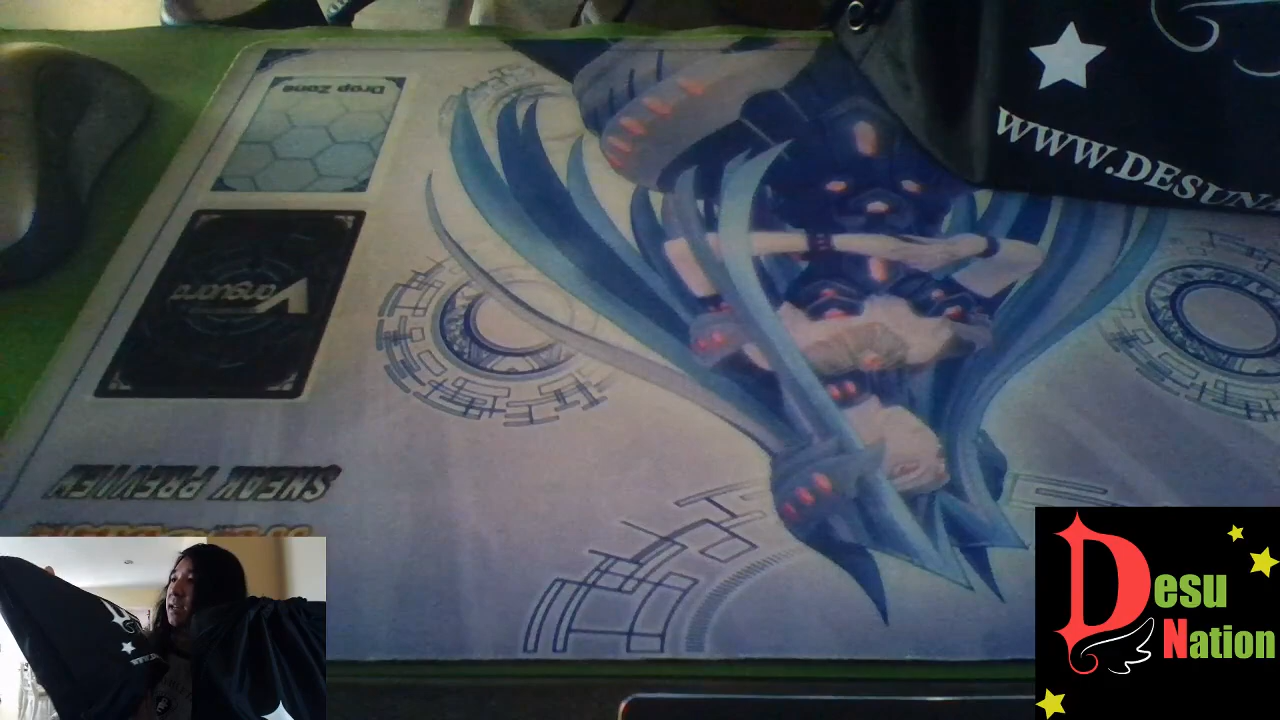 Drop Zone
WWW.DESUNA
Vanguard
SNEAK PREVIEW
Desu
Nation